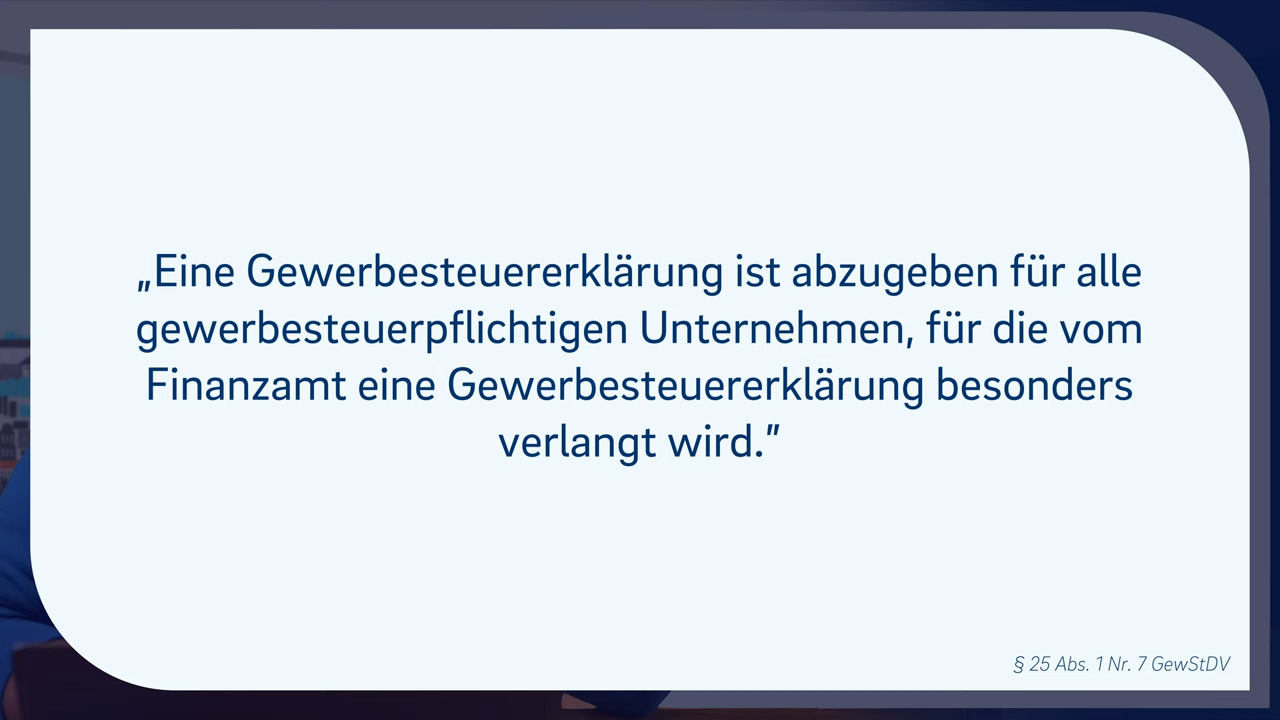 „Eine Gewerbesteuererklärung ist abzugeben für alle
gewerbesteuerpflichtigen Unternehmen, für die vom
Finanzamt eine Gewerbesteuererklärung besonders
verlangt wird.”
§ 25 Abs. 1 Nr. 7 GewStDV